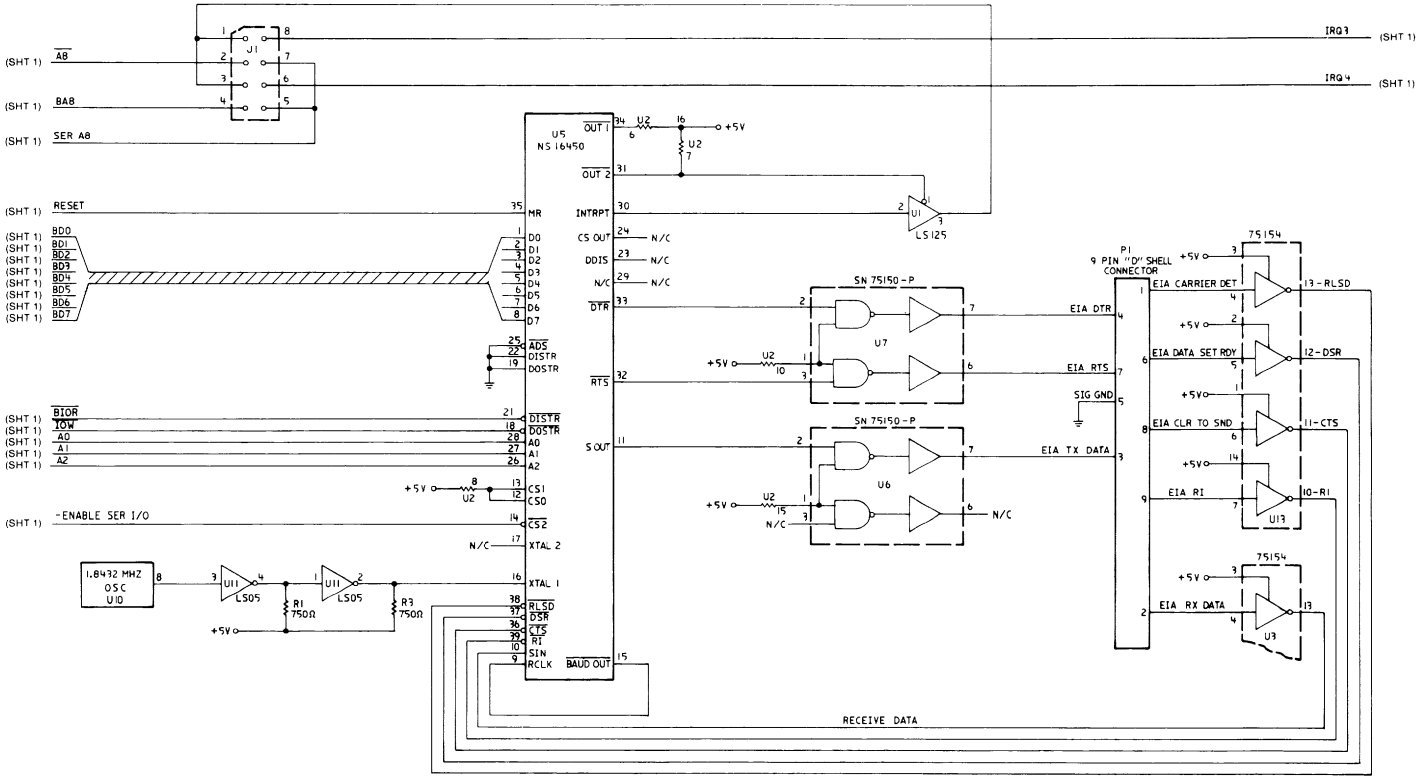 1 8 IRQ3 (SHT 1)
J1
(SHT 1) A8 2 7
3 6 IRQ4 (SHT 1)
(SHT 1) BA8 4 5
(SHT 1) SER A8
U5
NS 16450
OUT 1 34 U2 6 16 +5V
U2
7
OUT 2 31
(SHT 1) RESET 35 MR INTRPT 30 2 U1 1 3
LS125
(SHT 1) BD0 1 D0 CS OUT 24 N/C
(SHT 1) BD1 2 D1
(SHT 1) BD2 3 D2 DDIS 23 N/C
(SHT 1) BD3 4 D3
(SHT 1) BD4 5 D4 N/C 29 N/C
(SHT 1) BD5 6 D5
(SHT 1) BD6 7 D6
(SHT 1) BD7 8 D7
DTR 33
25 ADS
22 DISTR
19 DOSTR
RTS 32
SN 75150-P
2 7 EIA DTR 4
U7
+5V U2 10 1
3 6 EIA RTS 7
SIG GND 5
(SHT 1) BIOR 21 DISTR
(SHT 1) IOW 18 DOSTR
(SHT 1) A0 28 A0
(SHT 1) A1 27 A1
(SHT 1) A2 26 A2
S OUT 11
SN 75150-P
2 7 EIA TX DATA 3
U6
+5V U2 15 1
N/C 3 6 N/C
+5V 8 U2 13 CS1
12 CS0
(SHT 1) -ENABLE SER I/O 14 CS2
N/C 17 XTAL 2
1.8432 MHZ
OSC
U10
8 3 U11 4 1 U11 2 16 XTAL 1
LS05 LS05
R1
750Ω
R3
750Ω
+5V
38 RLSD
37 DSR
36 CTS
39 RI
10 SIN
9 RCLK BAUD OUT 15
P1
9 PIN "D" SHELL
CONNECTOR
75154
+5V 3
1 EIA CARRIER DET 4 13-RLSD
+5V 2
6 EIA DATA SET RDY 5 12-DSR
+5V 1
8 EIA CLR TO SND 6 11-CTS
+5V 14
9 EIA RI 7 10-RI
U13
75154
+5V 3
2 EIA RX DATA 4 13
U3
RECEIVE DATA